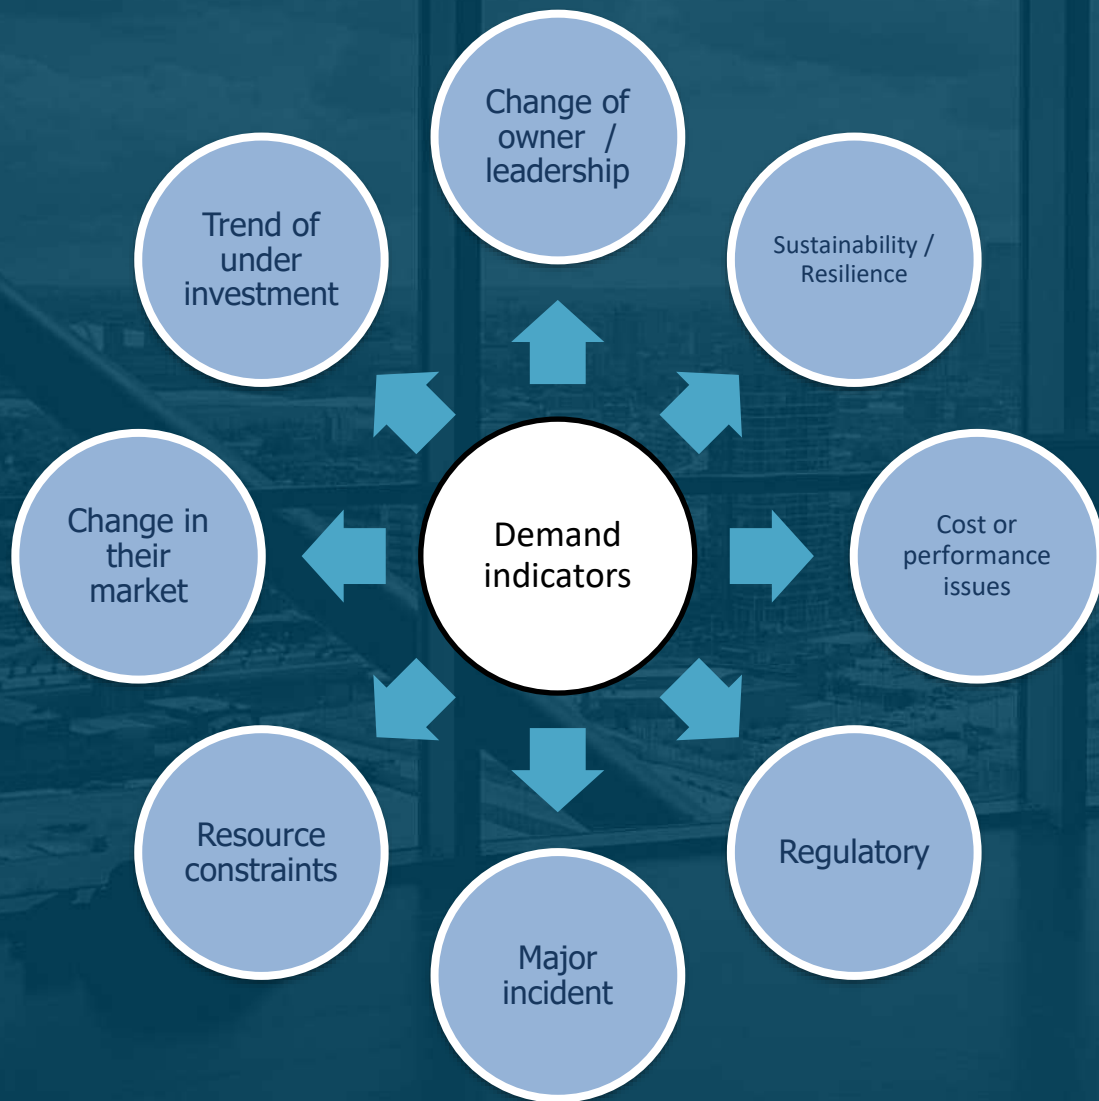 Change of
owner /
leadership
Sustainability /
Resilience
Cost or
performance
issues
Regulatory
Major
incident
Resource
constraints
Change in
their
market
Trend of
under
investment
Demand
indicators